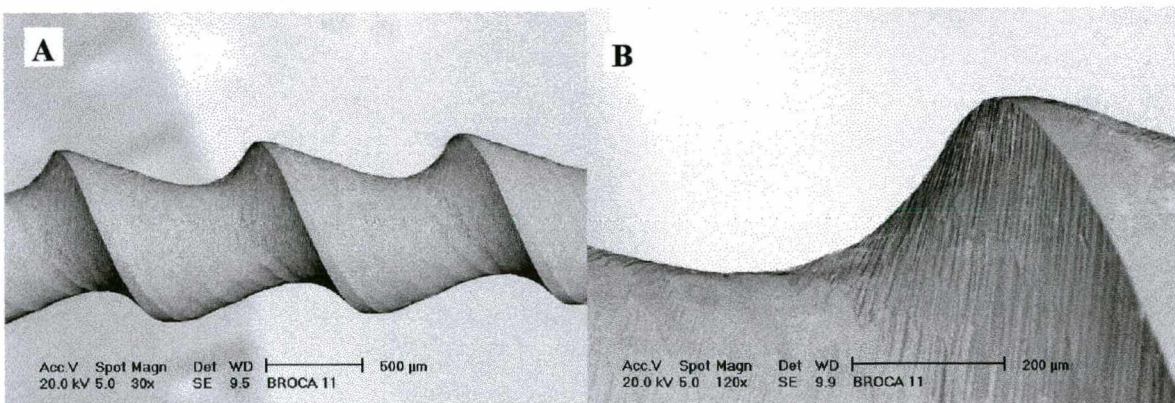 A
Acc.V Spot Magn Det WD 500 µm
20.0 kV 5.0 30x SE 9.5 BROCA 11
B
Acc.V Spot Magn Det WD 200 µm
20.0 kV 5.0 120x SE 9.9 BROCA 11